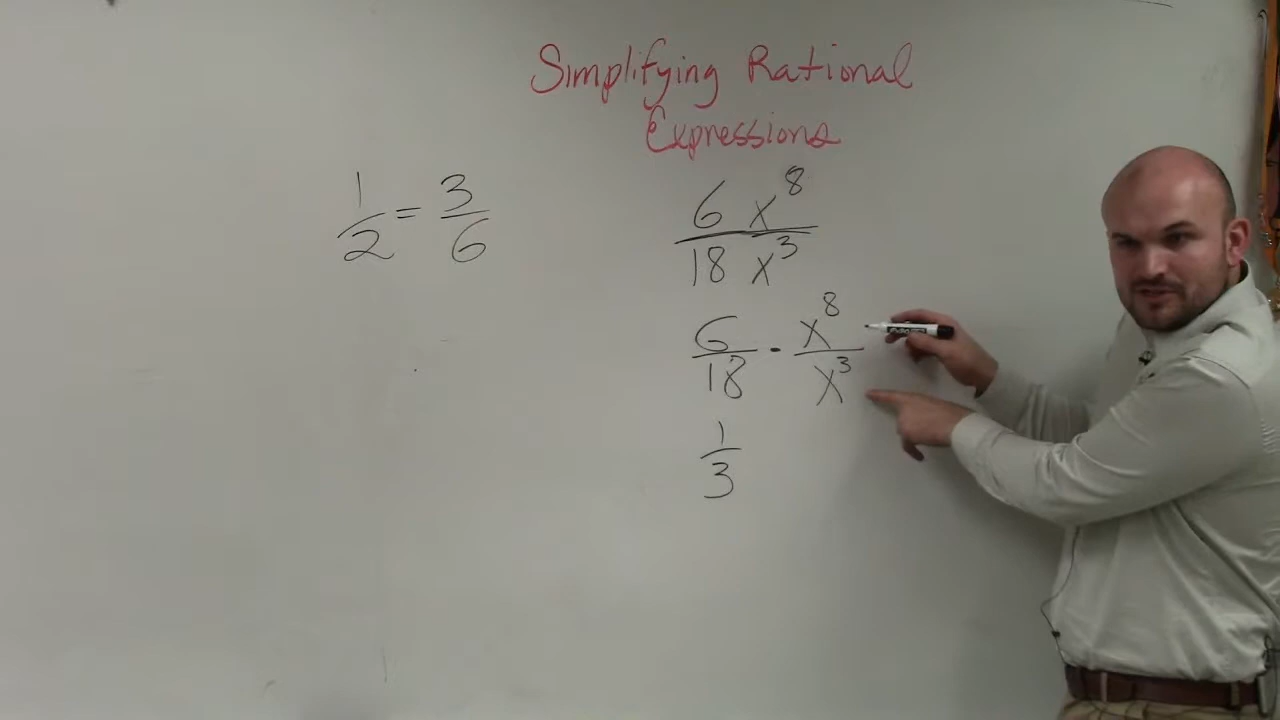 Simplifying Rational
Expressions
1/2 = 3/6
6x^8/18x^3
6/18 · x^8/x^3
1/3